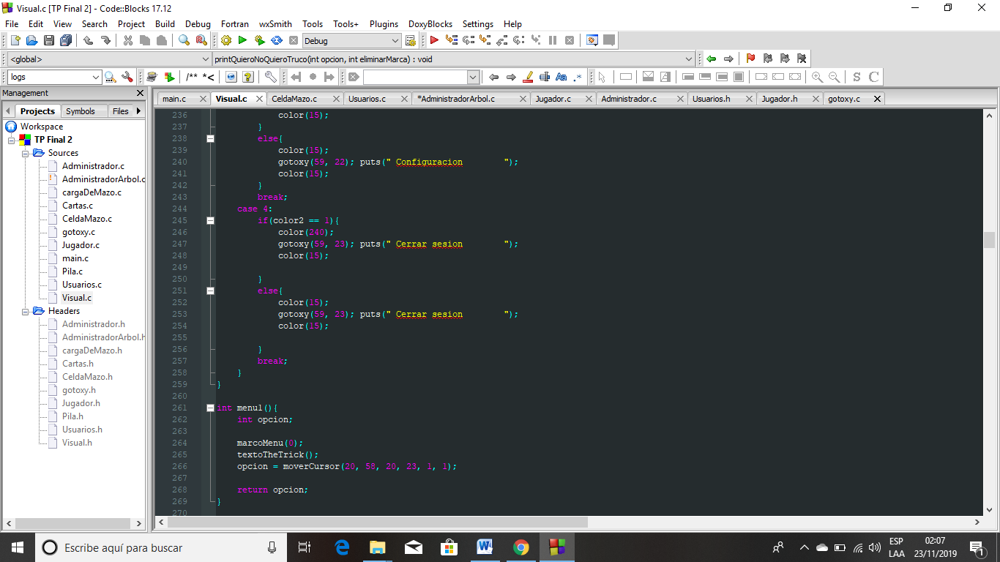 Visual.c [TP Final 2] - Code::Blocks 17.12
File Edit View Search Project Build Debug Fortran wxSmith Tools Tools+ Plugins DoxyBlocks Settings Help
Debug
<global> printQuieroNoQuieroTruco(int opcion, int eliminarMarca) : void
logs /** *< Aa .* S C
Management
main.c Visual.c CeldaMazo.c Usuarios.c *AdministradorArbol.c Jugador.c Administrador.c Usuarios.h Jugador.h gotoxy.c
Projects Symbols Files
Workspace
TP Final 2
Sources
Administrador.c
AdministradorArbol.c
cargaDeMazo.c
Cartas.c
CeldaMazo.c
gotoxy.c
Jugador.c
main.c
Pila.c
Usuarios.c
Visual.c
Headers
Administrador.h
AdministradorArbol.h
cargaDeMazo.h
Cartas.h
CeldaMazo.h
gotoxy.h
Jugador.h
Pila.h
Usuarios.h
Visual.h
236 color(15);
237 }
238 else{
239 color(15);
240 gotoxy(59, 22); puts(" Configuracion        ");
241 color(15);
242 }
243 break;
244 case 4:
245 if(color2 == 1){
246 color(240);
247 gotoxy(59, 23); puts(" Cerrar sesion        ");
248 color(15);
249
250 }
251 else{
252 color(15);
253 gotoxy(59, 23); puts(" Cerrar sesion        ");
254 color(15);
255
256 }
257 break;
258 }
259 }
260
261 int menu1(){
262 int opcion;
263
264 marcoMenu(0);
265 textoTheTrick();
266 opcion = moverCursor(20, 58, 20, 23, 1, 1);
267
268 return opcion;
269 }
270
Escribe aquí para buscar
ESP
LAA
02:07
23/11/2019
1